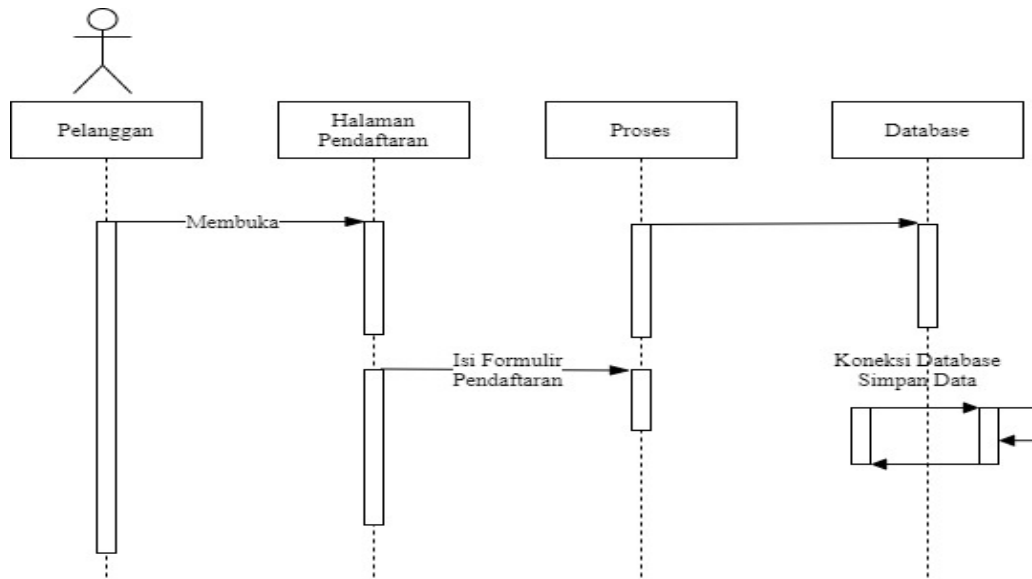 Pelanggan
Halaman
Pendaftaran
Proses
Database
Membuka
Isi Formulir
Pendaftaran
Koneksi Database
Simpan Data